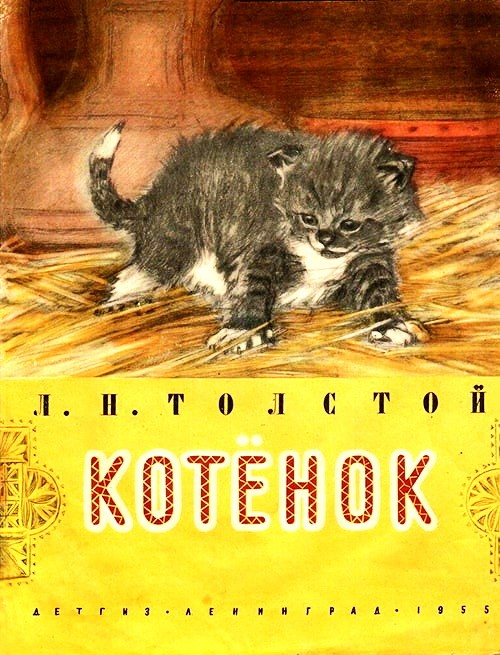 Л. Н. ТОЛСТОЙ
КОТЁНОК
ДЕТГИЗ • ЛЕНИНГРАД • 1955